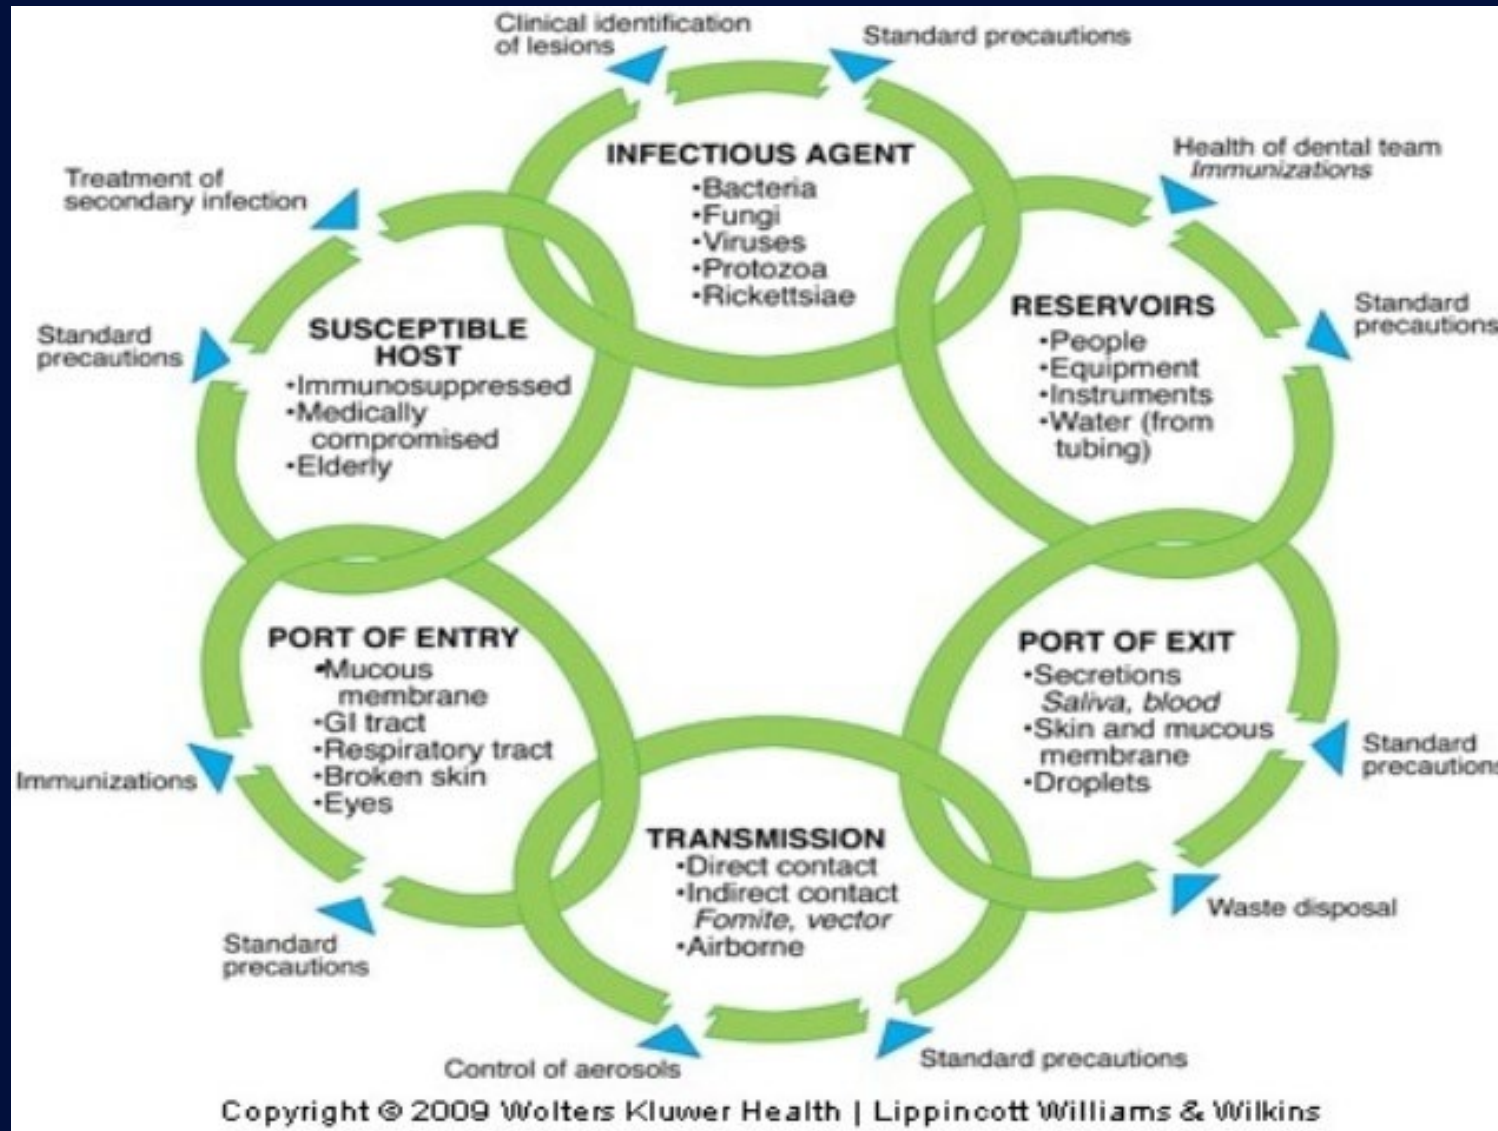 Clinical identification
of lesions
Standard precautions
INFECTIOUS AGENT
•Bacteria
•Fungi
•Viruses
•Protozoa
•Rickettsiae
Health of dental team
Immunizations
Standard
precautions
RESERVOIRS
•People
•Equipment
•Instruments
•Water (from
tubing)
PORT OF EXIT
•Secretions
Saliva, blood
•Skin and mucous
membrane
•Droplets
Standard
precautions
Waste disposal
TRANSMISSION
•Direct contact
•Indirect contact
Fomite, vector
•Airborne
Standard precautions
Control of aerosols
PORT OF ENTRY
•Mucous
membrane
•GI tract
•Respiratory tract
•Broken skin
•Eyes
Standard
precautions
Immunizations
SUSCEPTIBLE
HOST
•Immunosuppressed
•Medically
compromised
•Elderly
Standard
precautions
Treatment of
secondary infection
Copyright © 2009 Wolters Kluwer Health | Lippincott Williams & Wilkins